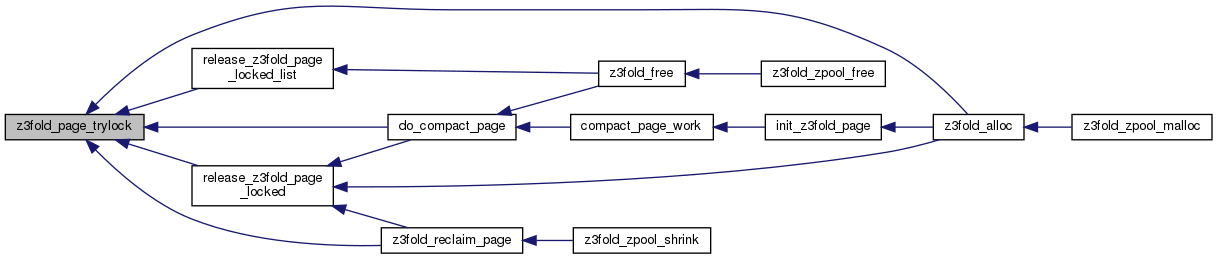 release_z3fold_page
_locked_list
z3fold_free
z3fold_zpool_free
z3fold_page_trylock
do_compact_page
compact_page_work
init_z3fold_page
z3fold_alloc
z3fold_zpool_malloc
release_z3fold_page
_locked
z3fold_reclaim_page
z3fold_zpool_shrink